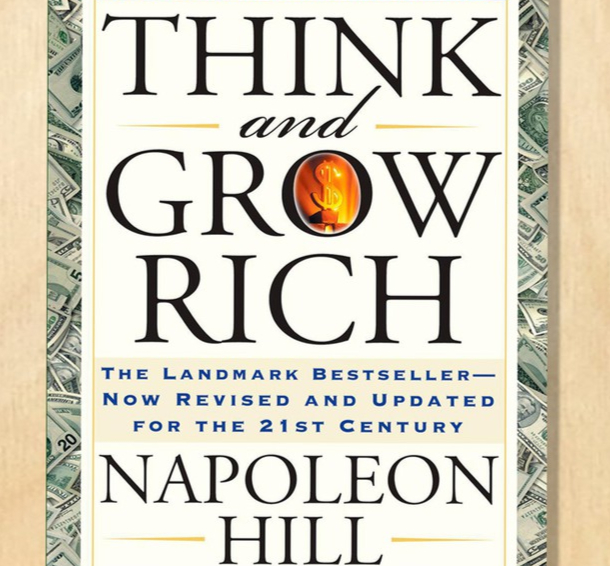 THINK
and
GROW
RICH
THE LANDMARK BESTSELLER—
NOW REVISED AND UPDATED
FOR THE 21ST CENTURY
NAPOLEON
HILL